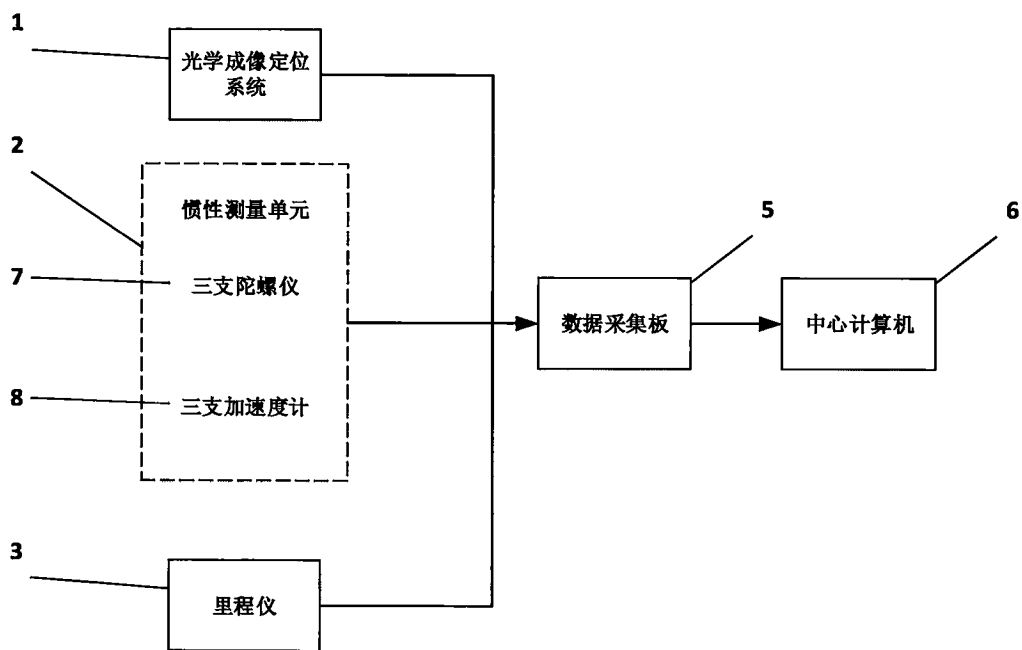 1
光学成像定位
系统
2
惯性测量单元
7
三支陀螺仪
8
三支加速度计
3
里程仪
5
数据采集板
6
中心计算机